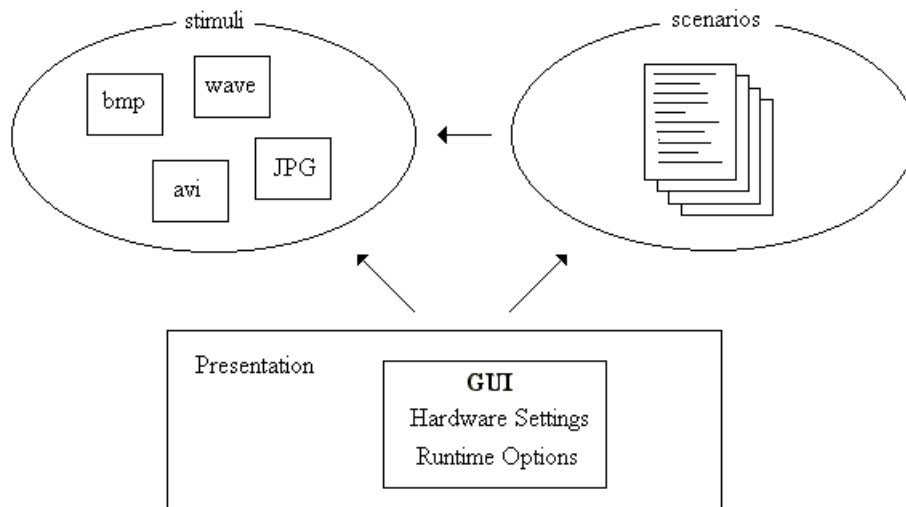 stimuli
scenarios
bmp
wave
avi
JPG
Presentation
GUI
Hardware Settings
Runtime Options